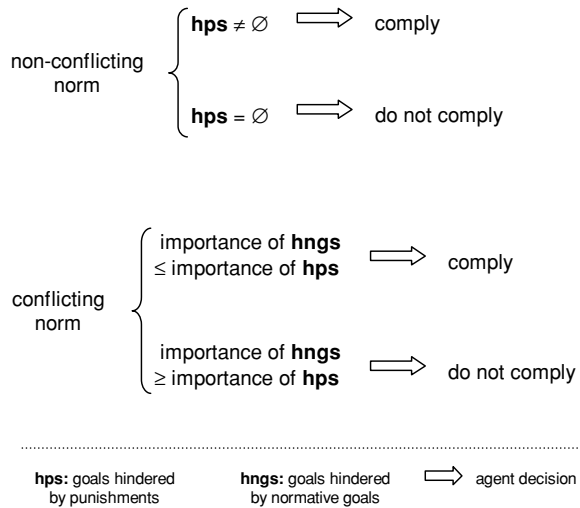 non-conflicting
norm
hps ≠ ∅
comply
hps = ∅
do not comply
conflicting
norm
importance of hngs
≤ importance of hps
comply
importance of hngs
≥ importance of hps
do not comply
hps: goals hindered
by punishments
hngs: goals hindered
by normative goals
agent decision